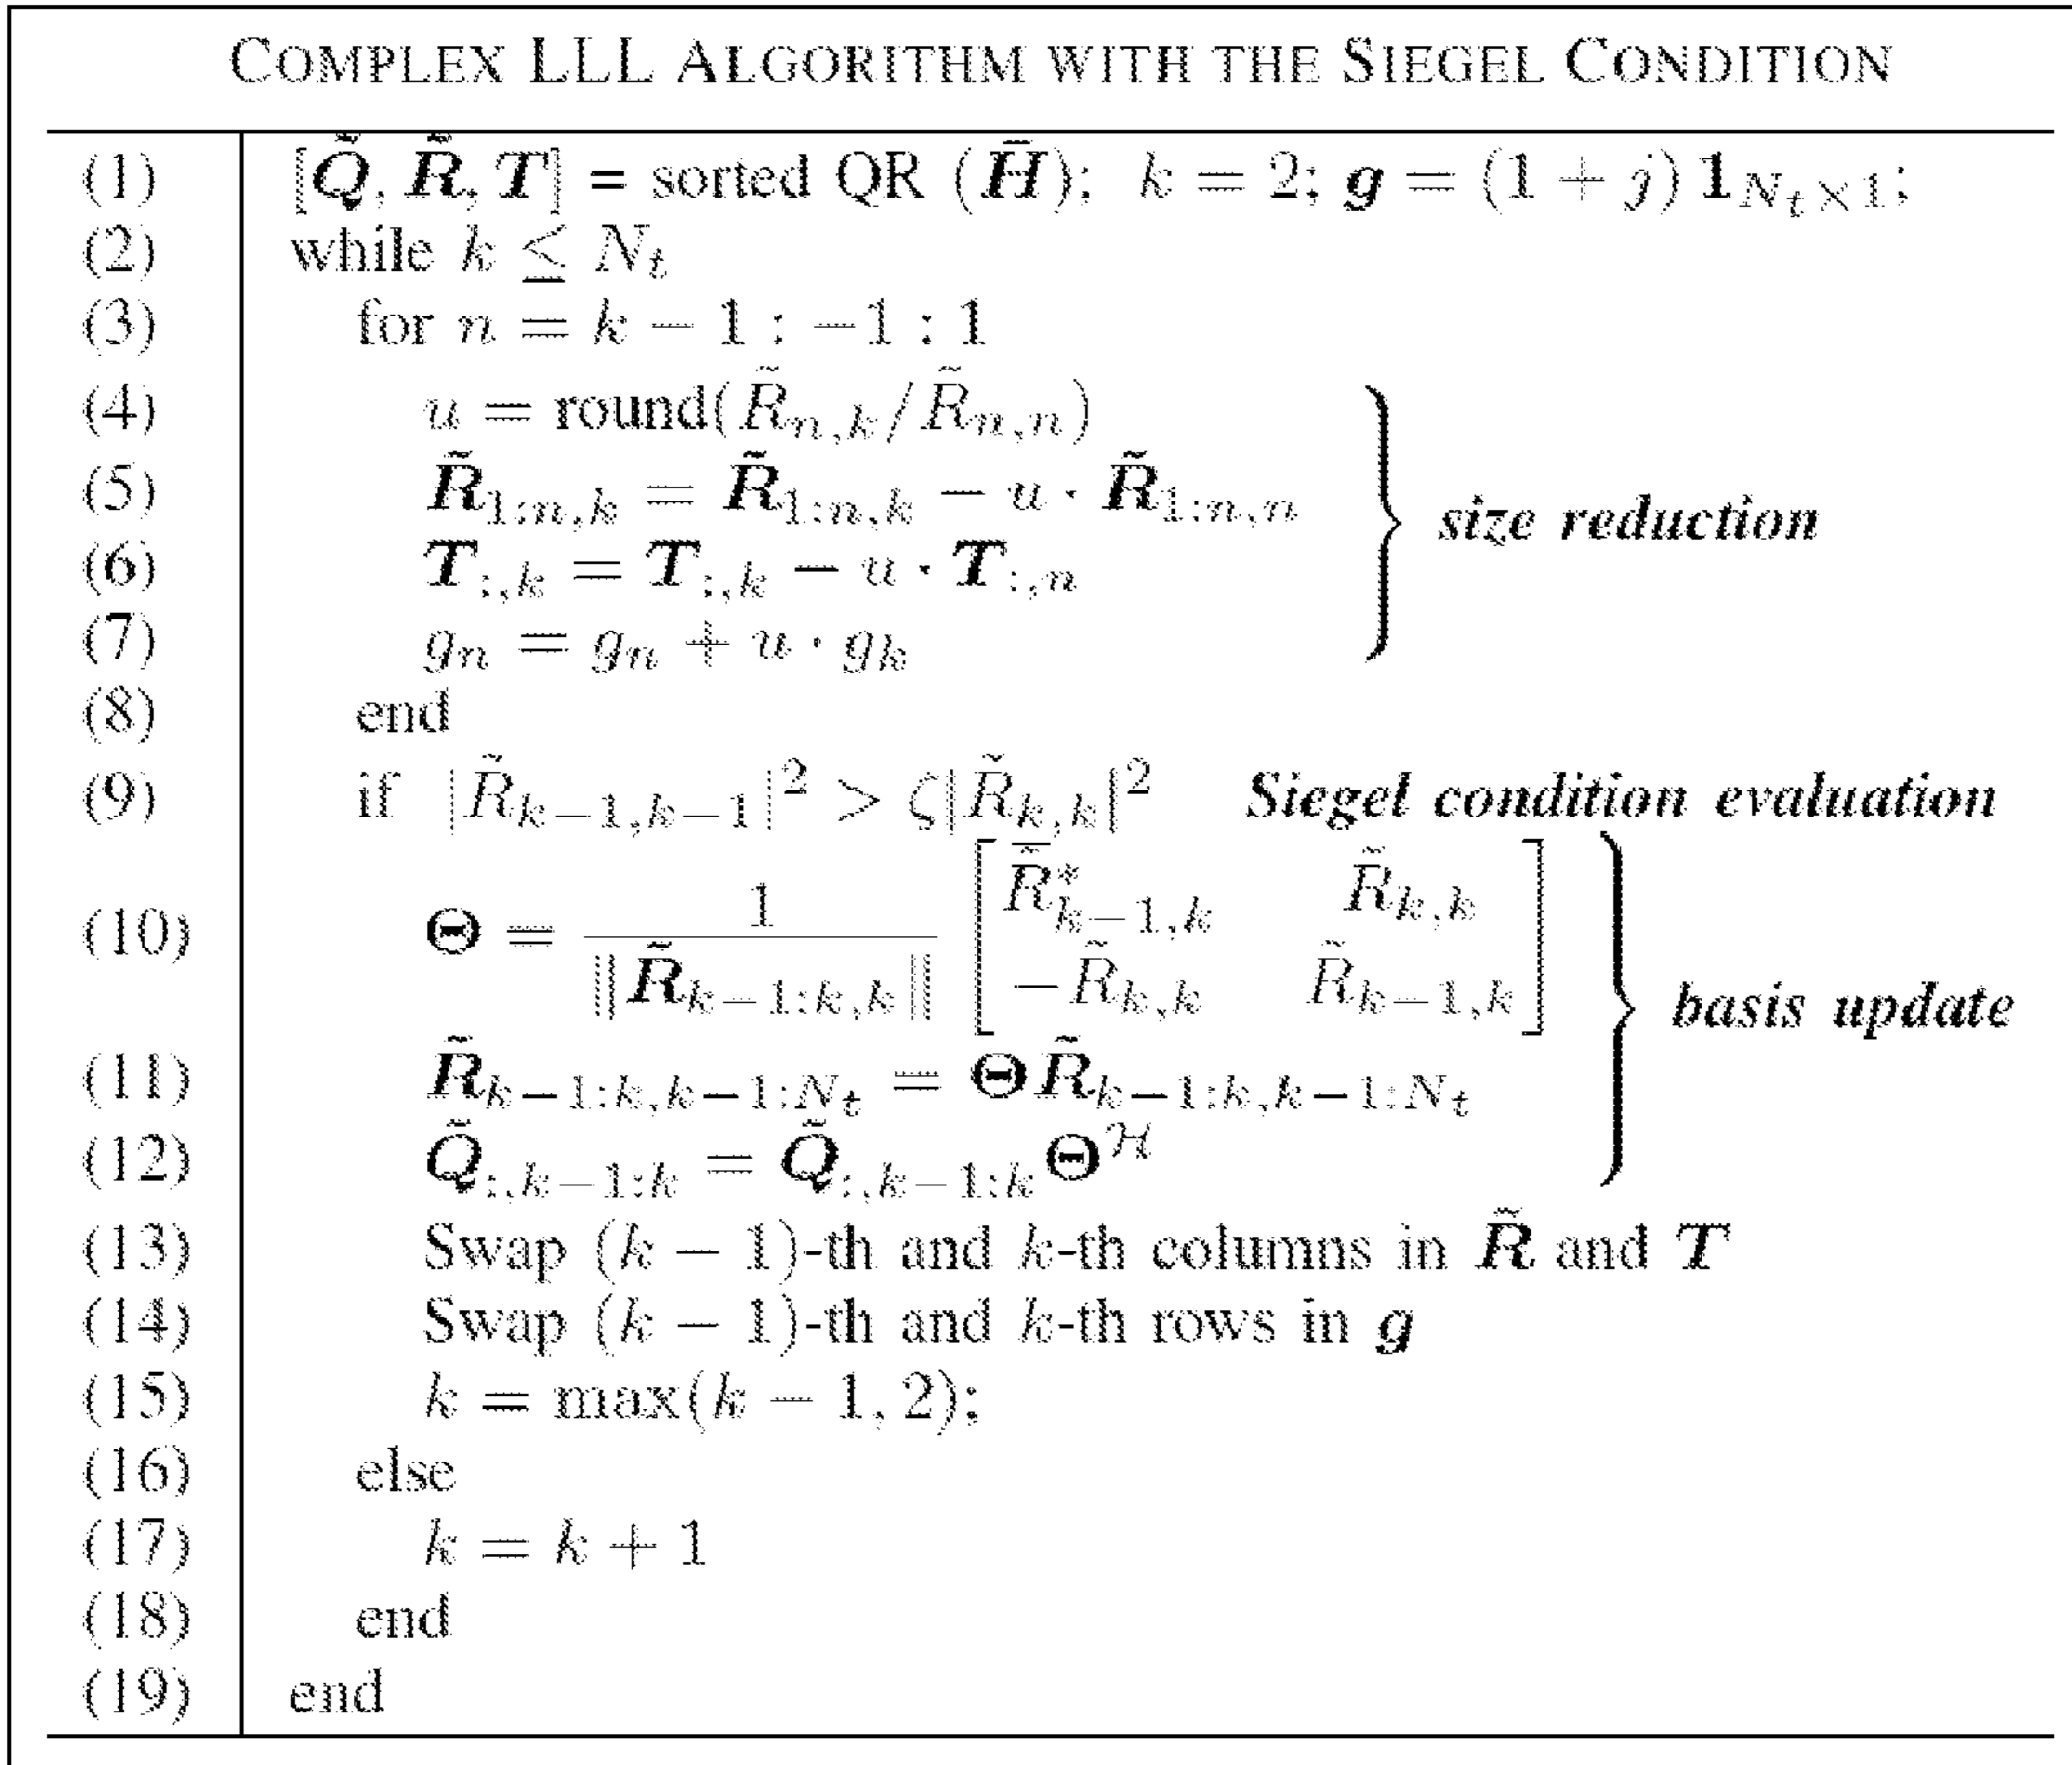 COMPLEX LLL ALGORITHM WITH THE SIEGEL CONDITION
(1) [Q̃, R̃, T] = sorted QR (H̄); k = 2; g = (1 + j) 1_{N_t×1};
(2) while k ≤ N_t
(3) for n = k − 1 : −1 : 1
(4) u = round(R̃_{n,k}/R̃_{n,n})
(5) R̃_{1:n,k} = R̃_{1:n,k} − u · R̃_{1:n,n}
size reduction
(6) T_{:,k} = T_{:,k} − u · T_{:,n}
(7) g_n = g_n + u · g_k
(8) end
(9) if |R̃_{k−1,k−1}|^2 > ζ|R̃_{k,k}|^2 Siegel condition evaluation
(10) Θ = 1/‖R̃_{k−1:k,k}‖ [R̃*_{k−1,k} R̃_{k,k}; −R̃_{k,k} R̃_{k−1,k}]
basis update
(11) R̃_{k−1:k,k−1:N_t} = ΘR̃_{k−1:k,k−1:N_t}
(12) Q̃_{:,k−1:k} = Q̃_{:,k−1:k}Θ^ℋ
(13) Swap (k − 1)-th and k-th columns in R̃ and T
(14) Swap (k − 1)-th and k-th rows in g
(15) k = max(k − 1, 2);
(16) else
(17) k = k + 1
(18) end
(19) end